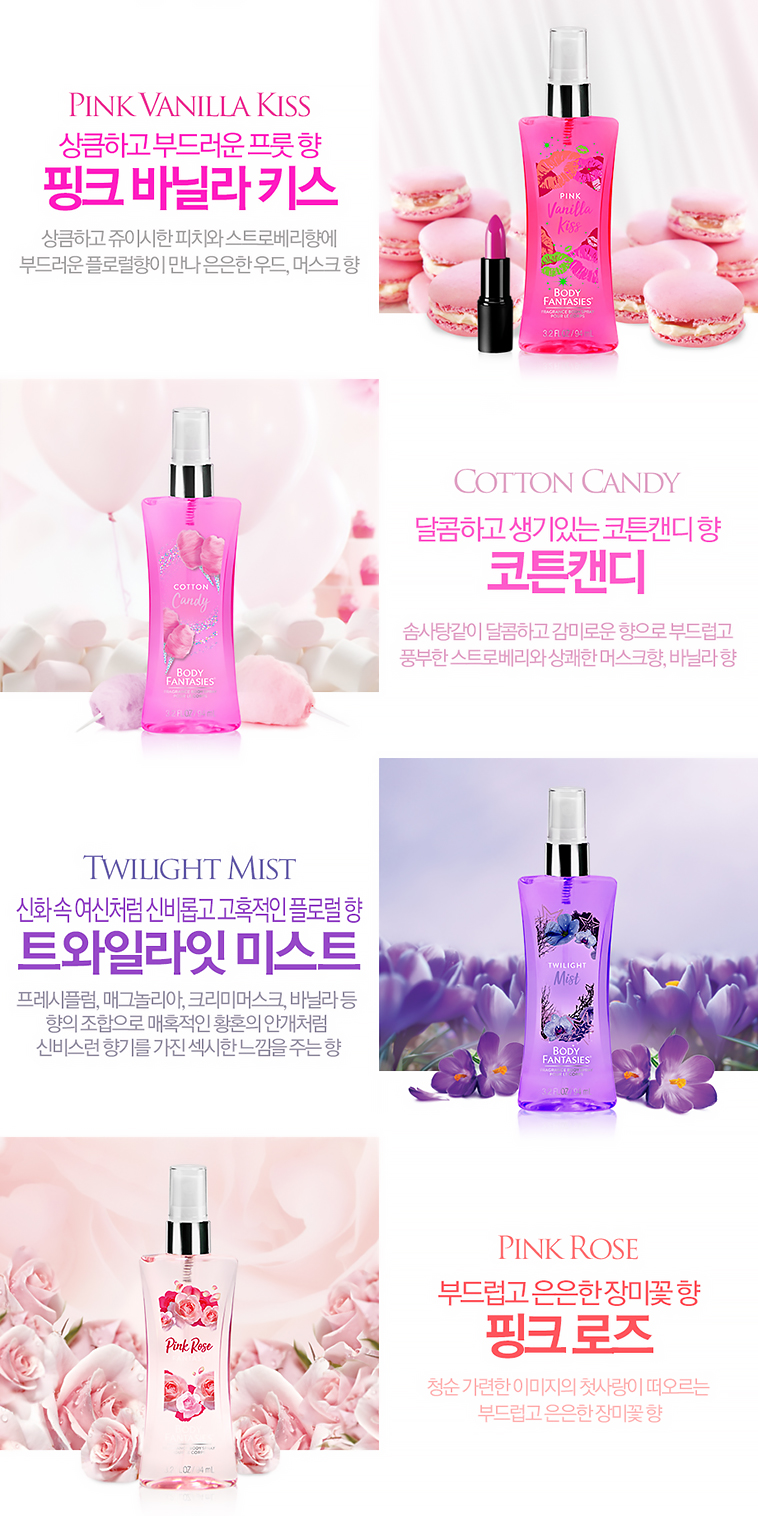 PINK VANILLA KISS
상큼하고 부드러운 프룻 향
핑크 바닐라 키스
상큼하고 쥬이시한 피치와 스트로베리향에
부드러운 플로럴향이 만나 은은한 우드, 머스크 향
PINK
Vanilla
Kiss
BODY
FANTASIES
FRAGRANCE BODY SPRAY
3.2 FL OZ / 94 mL
COTTON
Candy
BODY
FANTASIES
COTTON CANDY
달콤하고 생기있는 코튼캔디 향
코튼캔디
솜사탕같이 달콤하고 감미로운 향으로 부드럽고
풍부한 스트로베리와 상쾌한 머스크향, 바닐라 향
TWILIGHT MIST
신화 속 여신처럼 신비롭고 고혹적인 플로럴 향
트와일라잇 미스트
프레시플럼, 매그놀리아, 크리미머스크, 바닐라 등
향의 조합으로 매혹적인 황혼의 안개처럼
신비스런 향기를 가진 섹시한 느낌을 주는 향
TWILIGHT
Mist
BODY
FANTASIES
Pink Rose
PINK ROSE
부드럽고 은은한 장미꽃 향
핑크 로즈
청순 가련한 이미지의 첫사랑이 떠오르는
부드럽고 은은한 장미꽃 향